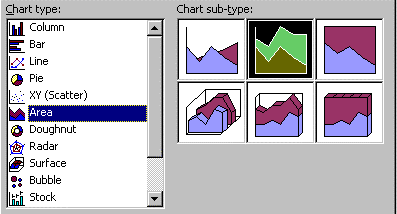 Chart type:
Chart sub-type:
Column
Bar
Line
Pie
XY (Scatter)
Area
Doughnut
Radar
Surface
Bubble
Stock